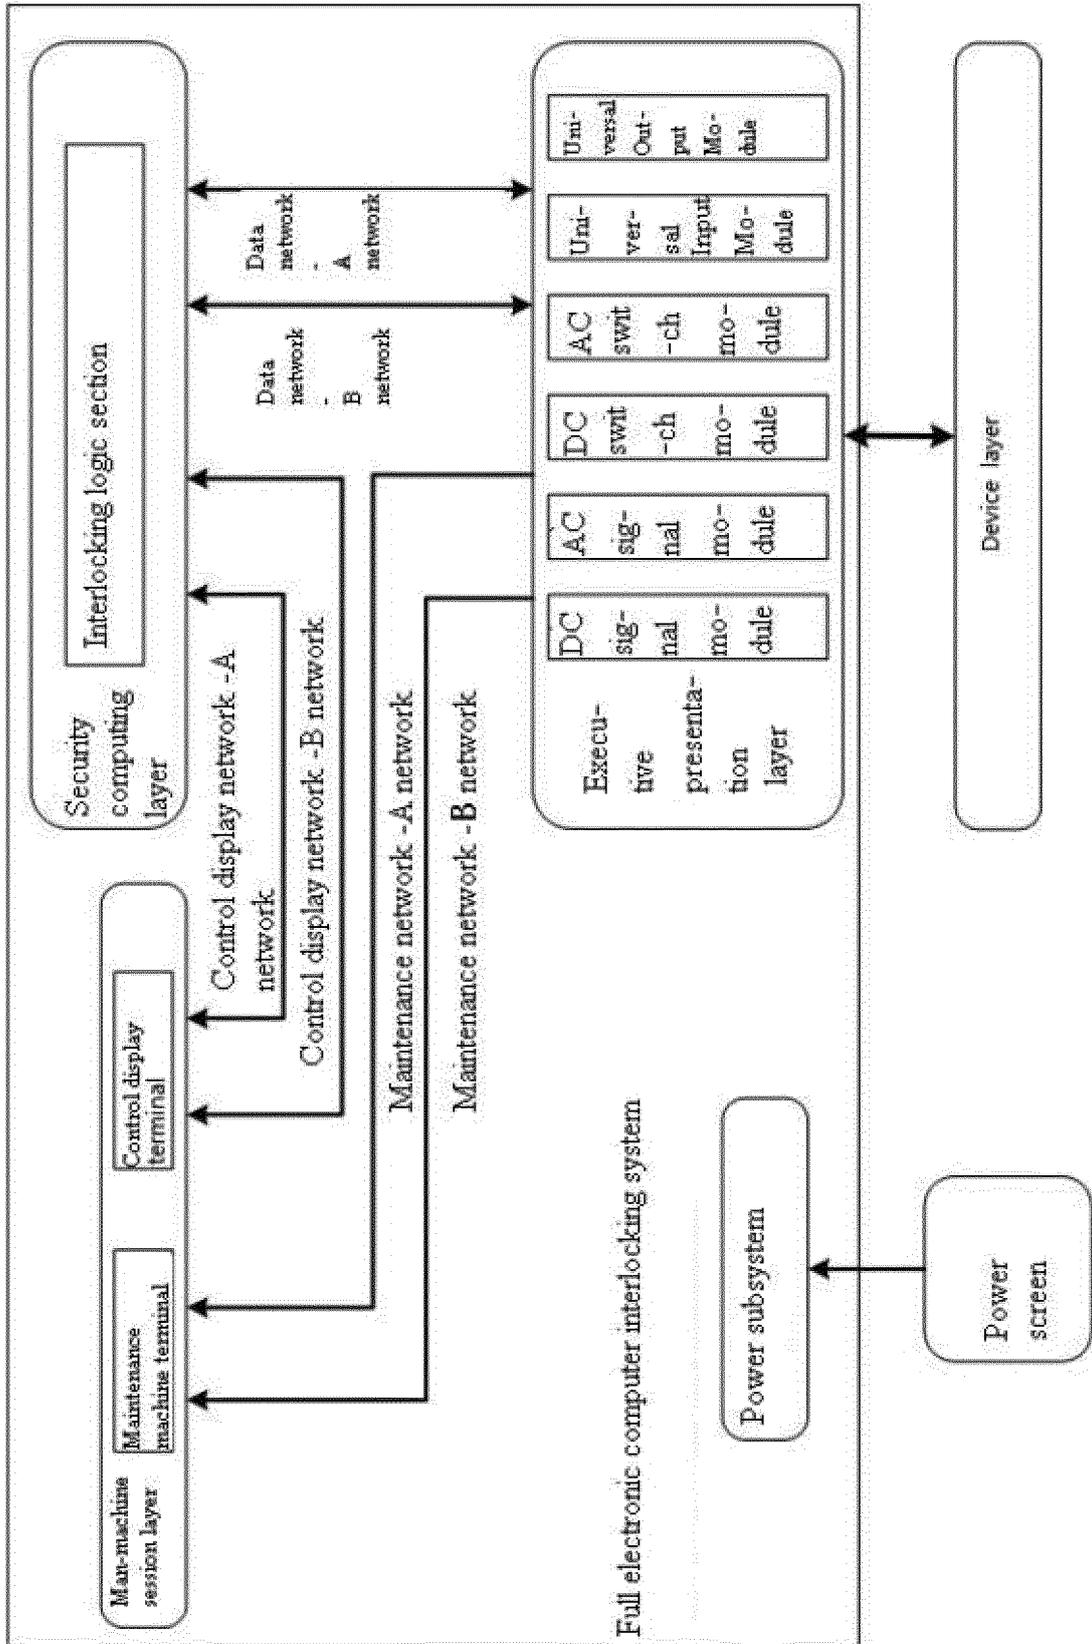 Man-machine
session layer
Maintenance
machine terminal
Control display
terminal
Security
computing
layer
Interlocking logic section
Control display network -A
network
Control display network -B network
Maintenance network -A network
Maintenance network -B network
Data
network
-
A
network
Data
network
-
B
network
Full electronic computer interlocking system
Execu-
tive
presenta-
tion
layer
DC
sig-
nal
mo-
dule
AC
sig-
nal
mo-
dule
DC
swit
-ch
mo-
dule
AC
swit
-ch
mo-
dule
Uni-
ver-
sal
Input
Mo-
dule
Uni-
versal
Out-
put
Mo-
dule
Power subsystem
Power
screen
Device layer